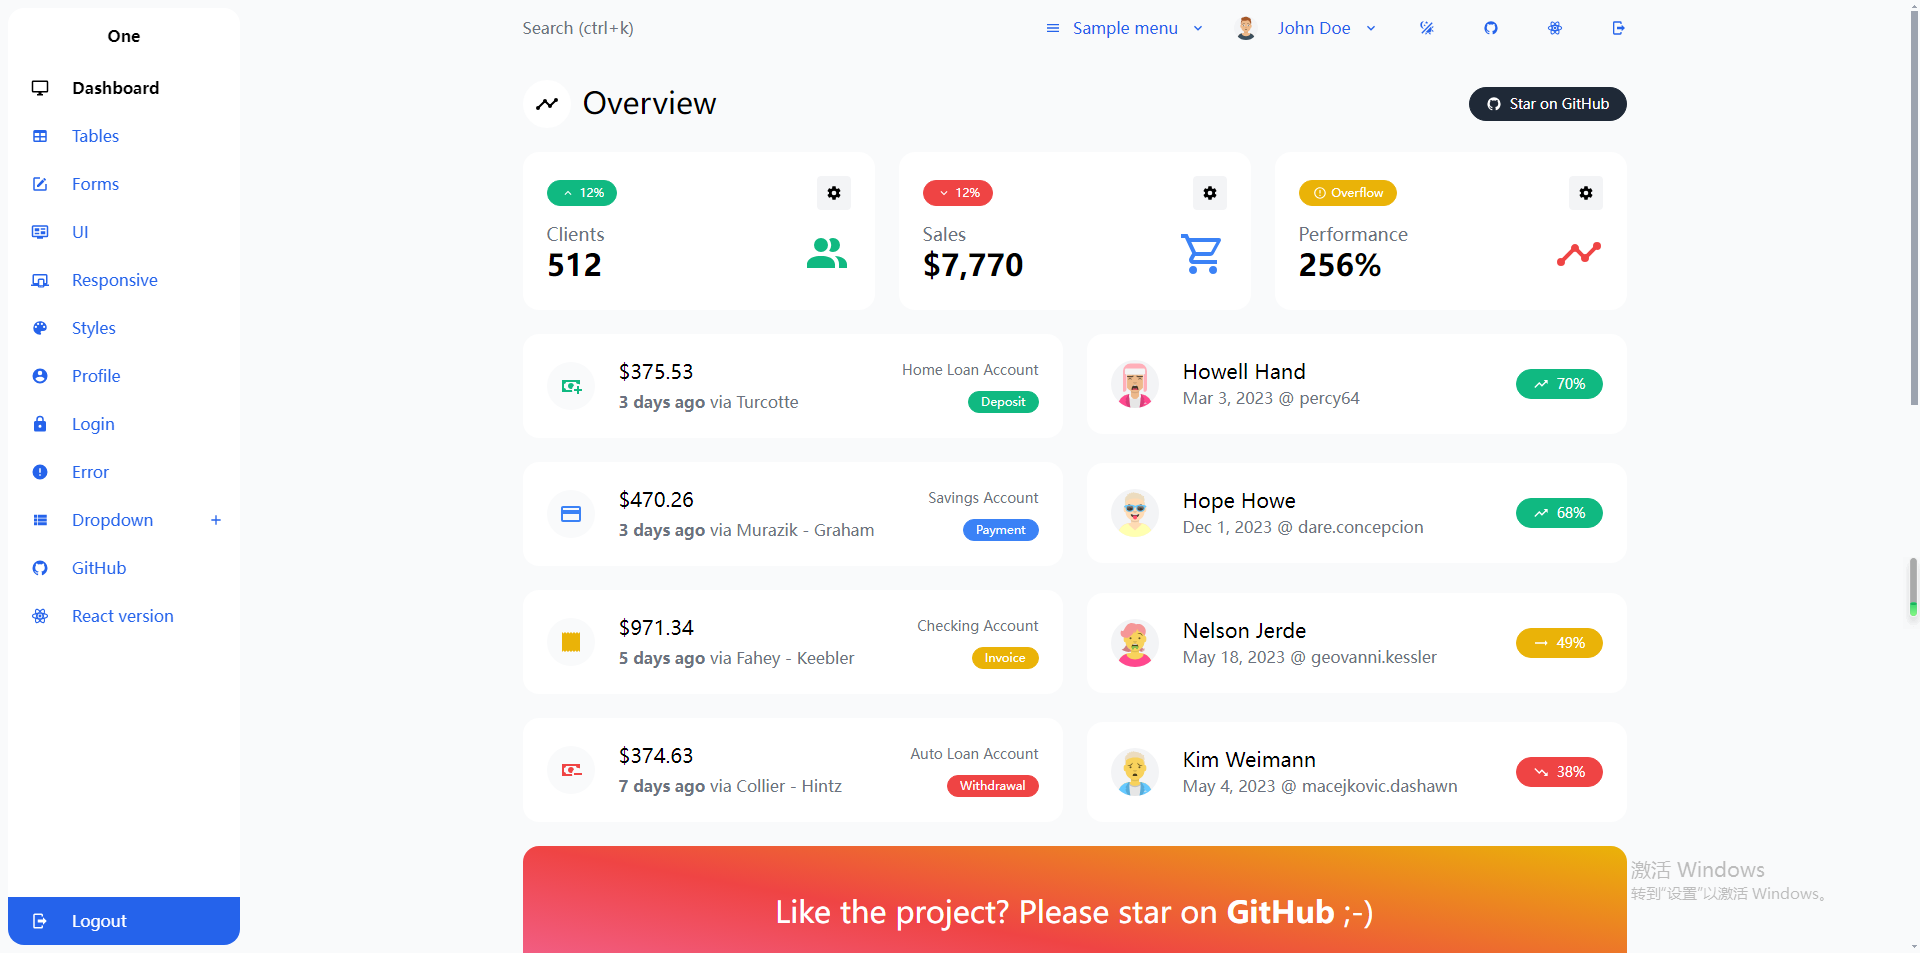 One
Dashboard
Tables
Forms
UI
Responsive
Styles
Profile
Login
Error
Dropdown
GitHub
React version
Logout
Search (ctrl+k)
Sample menu
John Doe
Overview
Star on GitHub
12%
Clients
512
12%
Sales
$7,770
Overflow
Performance
256%
$375.53
3 days ago via Turcotte
Home Loan Account
Deposit
$470.26
3 days ago via Murazik - Graham
Savings Account
Payment
$971.34
5 days ago via Fahey - Keebler
Checking Account
Invoice
$374.63
7 days ago via Collier - Hintz
Auto Loan Account
Withdrawal
Howell Hand
Mar 3, 2023 @ percy64
70%
Hope Howe
Dec 1, 2023 @ dare.concepcion
68%
Nelson Jerde
May 18, 2023 @ geovanni.kessler
49%
Kim Weimann
May 4, 2023 @ macejkovic.dashawn
38%
Like the project? Please star on GitHub ;-)
激活 Windows
转到"设置"以激活 Windows。